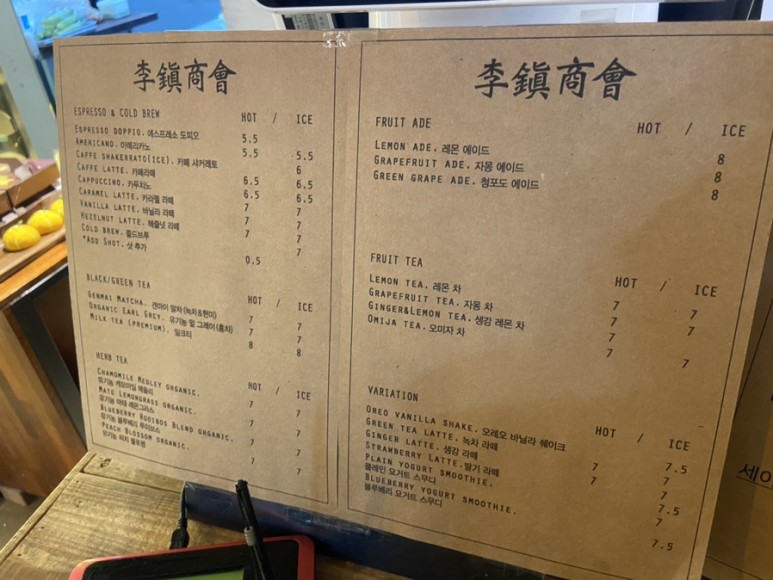 李鎭商會
ESPRESSO & COLD BREW HOT / ICE
ESPRESSO DOPPIO. 에스프레소 도피오 5.5
AMERICANO. 아메리카노 5.5 5.5
CAFFE SHAKERRATO(ICE). 카페 샤커레토 6
CAFFE LATTE. 카페라떼 6.5 6.5
CAPPUCCINO. 카푸치노 6.5 6.5
CARAMEL LATTE. 카라멜 라떼 7 7
VANILLA LATTE. 바닐라 라떼 7 7
HEZELNUT LATTE. 헤즐넛 라떼 7 7
COLD BREW. 콜드브루 7
*ADD SHOT. 샷 추가 0.5
BLACK/GREEN TEA HOT / ICE
GENMAI MATCHA. 겐마이 말차(녹차&현미) 7 7
ORGANIC EARL GREY. 유기농 얼 그레이(홍차) 7 7
MILK TEA (PREMIUM). 밀크티 8 8
HERB TEA HOT / ICE
CHAMOMILE MEDLEY ORGANIC. 7 7
유기농 캐모마일 메들리
MATE LEMONGRASS ORGANIC. 7 7
유기농 마테 레몬그라스
BLUEBERRY ROOIBOS BLEND ORGANIC. 7 7
유기농 블루베리 루이보스
PEACH BLOSSOM ORGANIC. 7 7
유기농 피치 블로썸
李鎭商會
FRUIT ADE HOT / ICE
LEMON ADE. 레몬 에이드 8
GRAPEFRUIT ADE. 자몽 에이드 8
GREEN GRAPE ADE. 청포도 에이드 8
FRUIT TEA HOT / ICE
LEMON TEA. 레몬 차 7 7
GRAPEFRUIT TEA. 자몽 차 7 7
GINGER&LEMON TEA. 생강 레몬 차 7
OMIJA TEA. 오미자 차 7 7
VARIATION HOT / ICE
OREO VANILLA SHAKE. 오레오 바닐라 쉐이크 7.5
GREEN TEA LATTE. 녹차 라떼 7 7
GINGER LATTE. 생강 라떼 7 7
STRAWBERRY LATTE. 딸기 라떼 7.5
PLAIN YOGURT SMOOTHIE. 7
플레인 요거트 스무디
BLUEBERRY YOGURT SMOOTHIE. 7.5
블루베리 요거트 스무디
세이